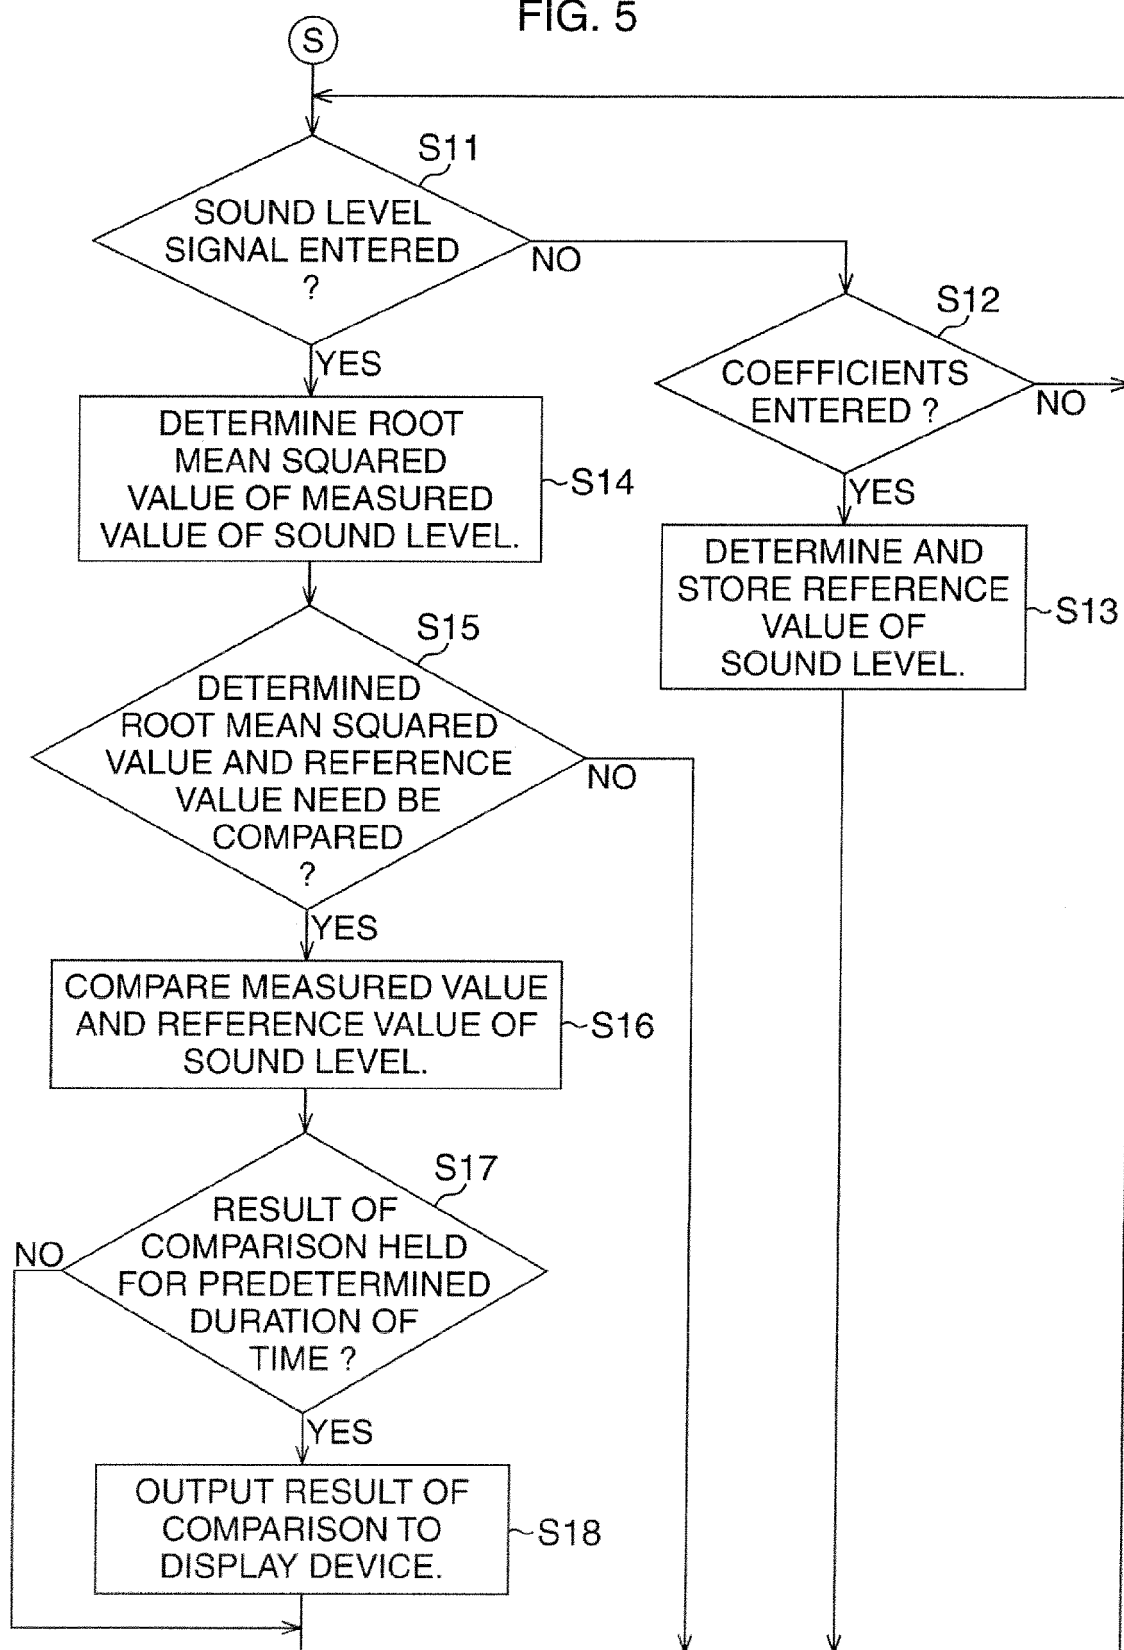 FIG. 5
S
S11
SOUND LEVEL
SIGNAL ENTERED
?
NO
YES
S12
COEFFICIENTS
ENTERED ?
NO
YES
DETERMINE ROOT
MEAN SQUARED
VALUE OF MEASURED
VALUE OF SOUND LEVEL.
S14
DETERMINE AND
STORE REFERENCE
VALUE OF
SOUND LEVEL.
S13
S15
DETERMINED
ROOT MEAN SQUARED
VALUE AND REFERENCE
VALUE NEED BE
COMPARED
?
NO
YES
COMPARE MEASURED VALUE
AND REFERENCE VALUE OF
SOUND LEVEL.
S16
S17
RESULT OF
COMPARISON HELD
FOR PREDETERMINED
DURATION OF
TIME ?
NO
YES
OUTPUT RESULT OF
COMPARISON TO
DISPLAY DEVICE.
S18